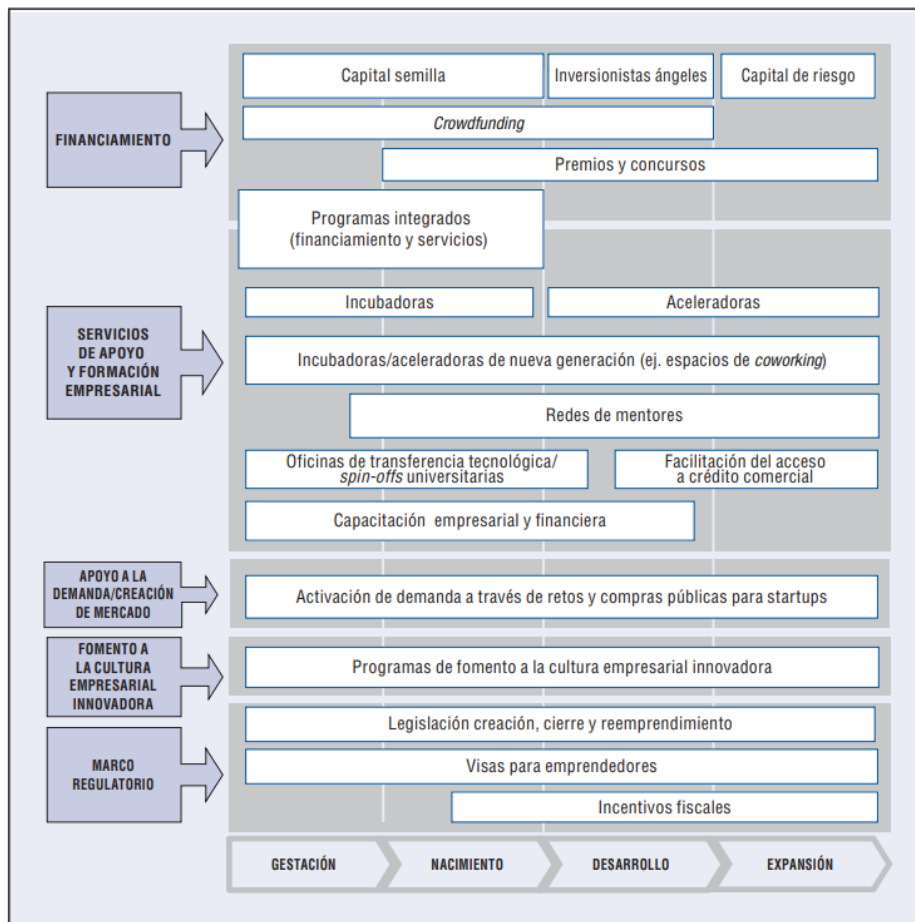 FINANCIAMIENTO
Capital semilla
Inversionistas ángeles
Capital de riesgo
Crowdfunding
Premios y concursos
Programas integrados
(financiamiento y servicios)
SERVICIOS
DE APOYO
Y FORMACIÓN
EMPRESARIAL
Incubadoras
Aceleradoras
Incubadoras/aceleradoras de nueva generación (ej. espacios de coworking)
Redes de mentores
Oficinas de transferencia tecnológica/
spin-offs universitarias
Facilitación del acceso
a crédito comercial
Capacitación empresarial y financiera
APOYO A LA
DEMANDA/CREACIÓN
DE MERCADO
Activación de demanda a través de retos y compras públicas para startups
FOMENTO A
LA CULTURA
EMPRESARIAL
INNOVADORA
Programas de fomento a la cultura empresarial innovadora
MARCO
REGULATORIO
Legislación creación, cierre y reemprendimiento
Visas para emprendedores
Incentivos fiscales
GESTACIÓN
NACIMIENTO
DESARROLLO
EXPANSIÓN